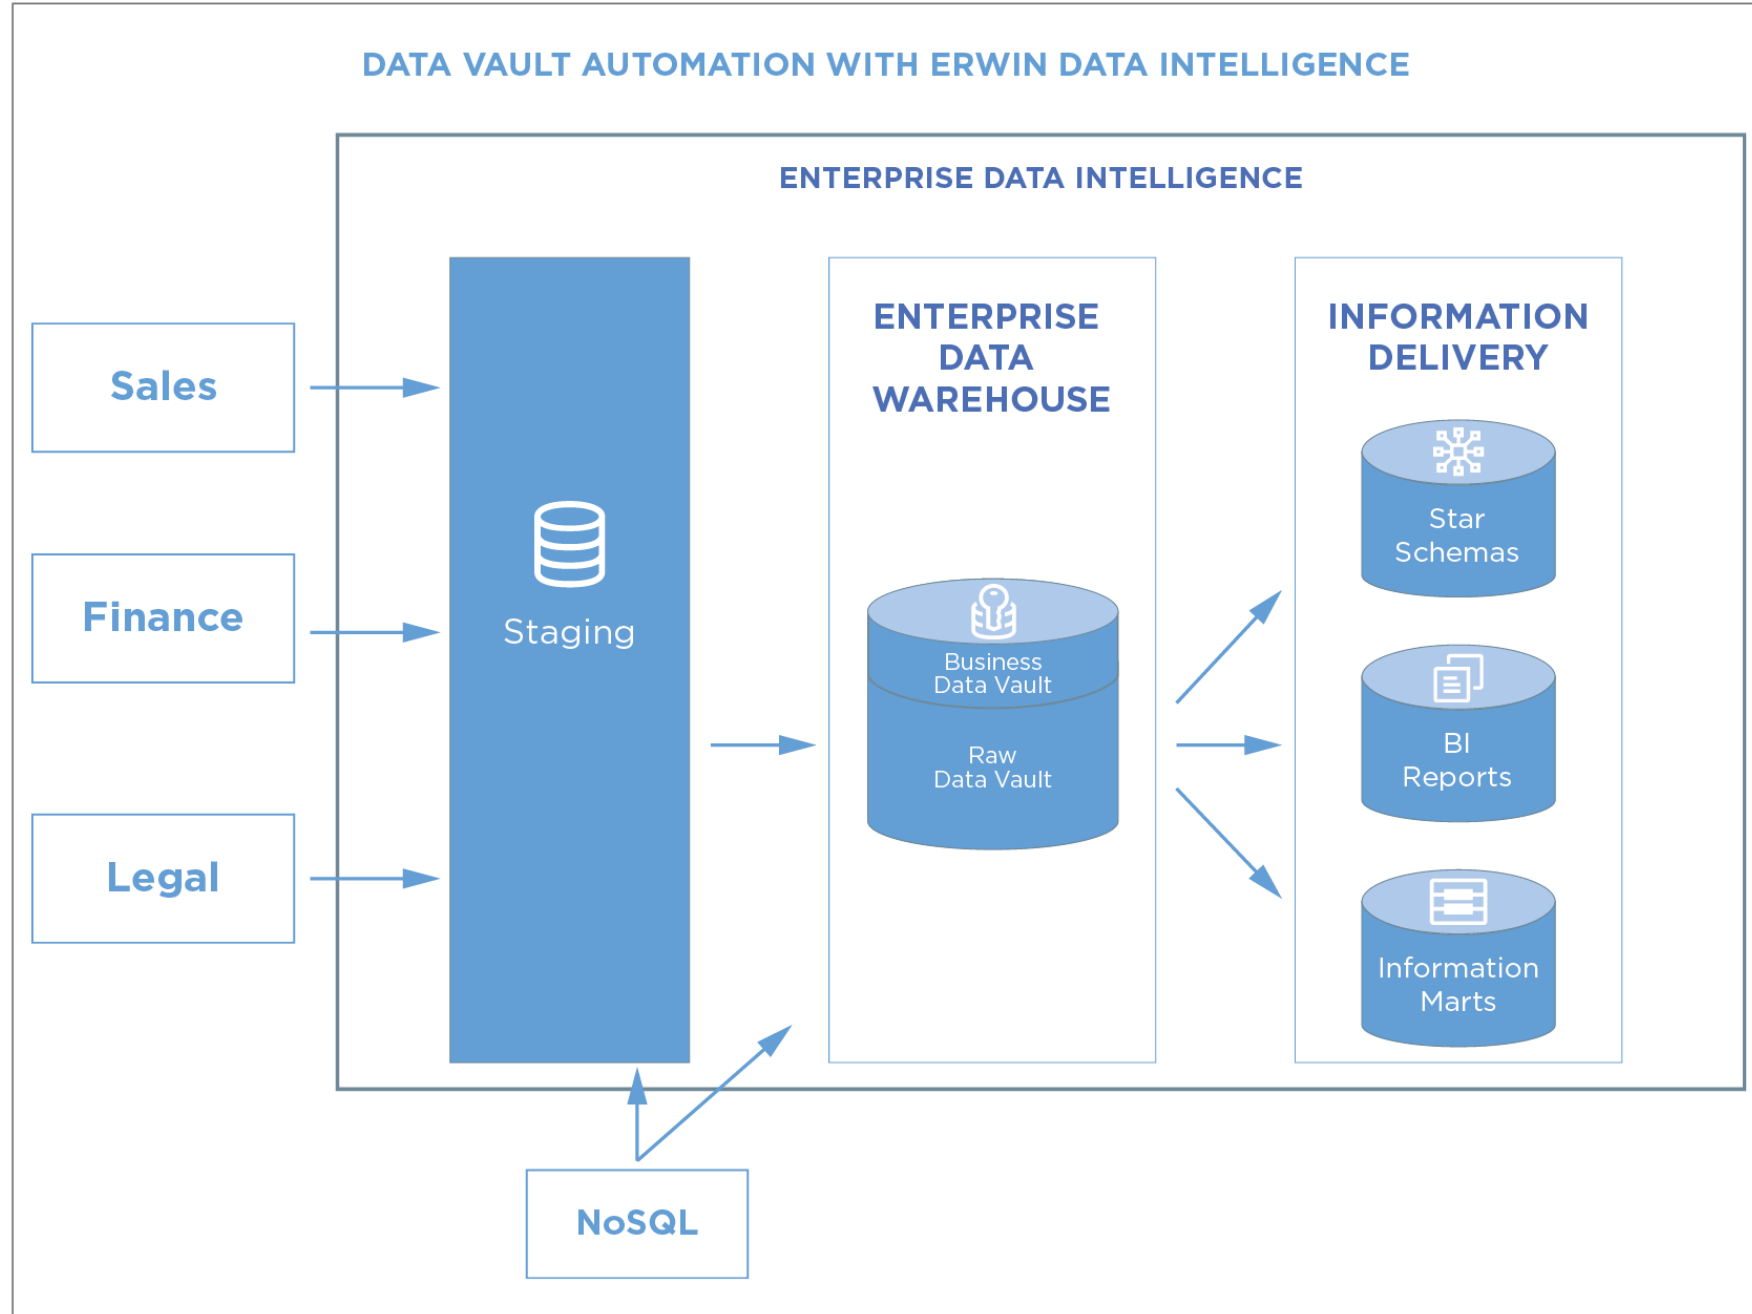 DATA VAULT AUTOMATION WITH ERWIN DATA INTELLIGENCE
ENTERPRISE DATA INTELLIGENCE
Sales
Finance
Legal
Staging
ENTERPRISE
DATA
WAREHOUSE
Business
Data Vault
Raw
Data Vault
INFORMATION
DELIVERY
Star
Schemas
BI
Reports
Information
Marts
NoSQL